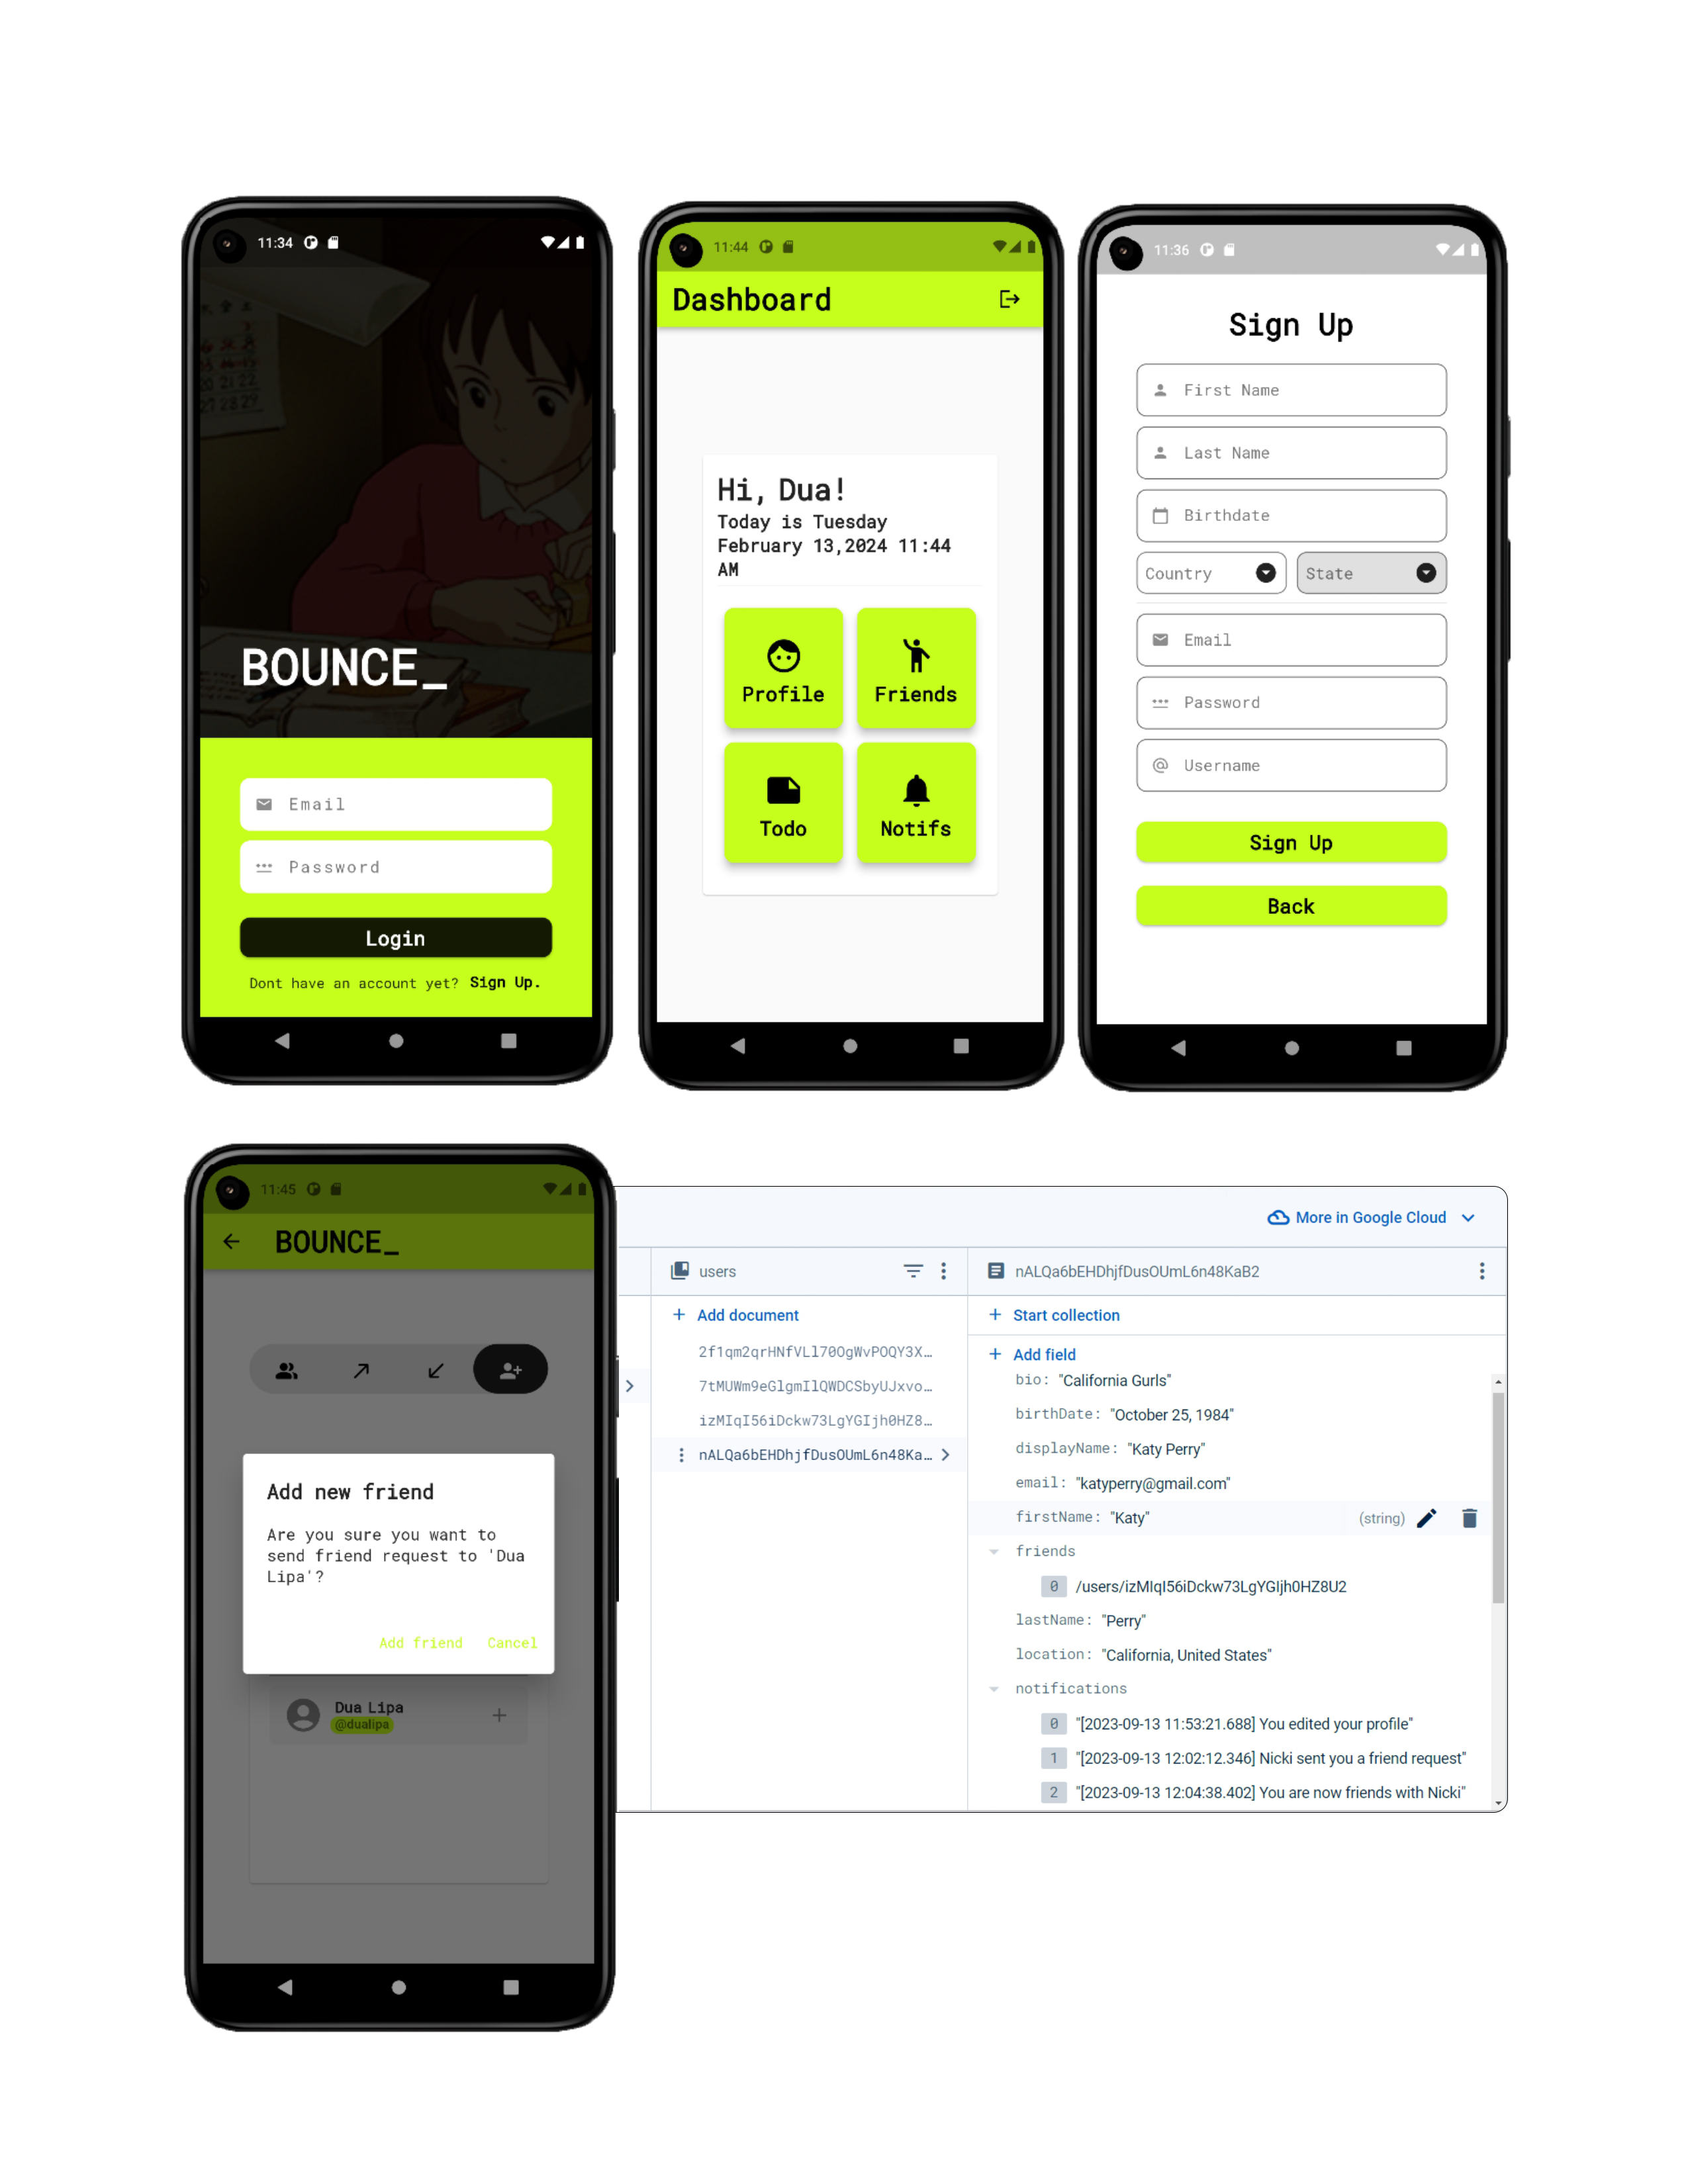 11:34
BOUNCE_
Email
Password
Login
Dont have an account yet? Sign Up.
11:44
Dashboard
Hi, Dua!
Today is Tuesday
February 13,2024 11:44
AM
Profile
Friends
Todo
Notifs
11:36
Sign Up
First Name
Last Name
Birthdate
Country
State
Email
Password
Username
Sign Up
Back
11:45
BOUNCE_
Add new friend
Are you sure you want to
send friend request to 'Dua
Lipa'?
Add friend
Cancel
Dua Lipa
@dualipa
More in Google Cloud
users
Add document
2f1qm2qrHNfVLl70OgWvPOQY3X…
7tMUWm9eGlgmIlQWDCSbyUJxvo…
izMIqI56iDckw73LgYGIjh0HZ8…
nALQa6bEHDhjfDusOUmL6n48Ka…
nALQa6bEHDhjfDusOUmL6n48KaB2
Start collection
Add field
bio: "California Gurls"
birthDate: "October 25, 1984"
displayName: "Katy Perry"
email: "katyperry@gmail.com"
firstName: "Katy" (string)
friends
0 /users/izMIqI56iDckw73LgYGIjh0HZ8U2
lastName: "Perry"
location: "California, United States"
notifications
0 "[2023-09-13 11:53:21.688] You edited your profile"
1 "[2023-09-13 12:02:12.346] Nicki sent you a friend request"
2 "[2023-09-13 12:04:38.402] You are now friends with Nicki"